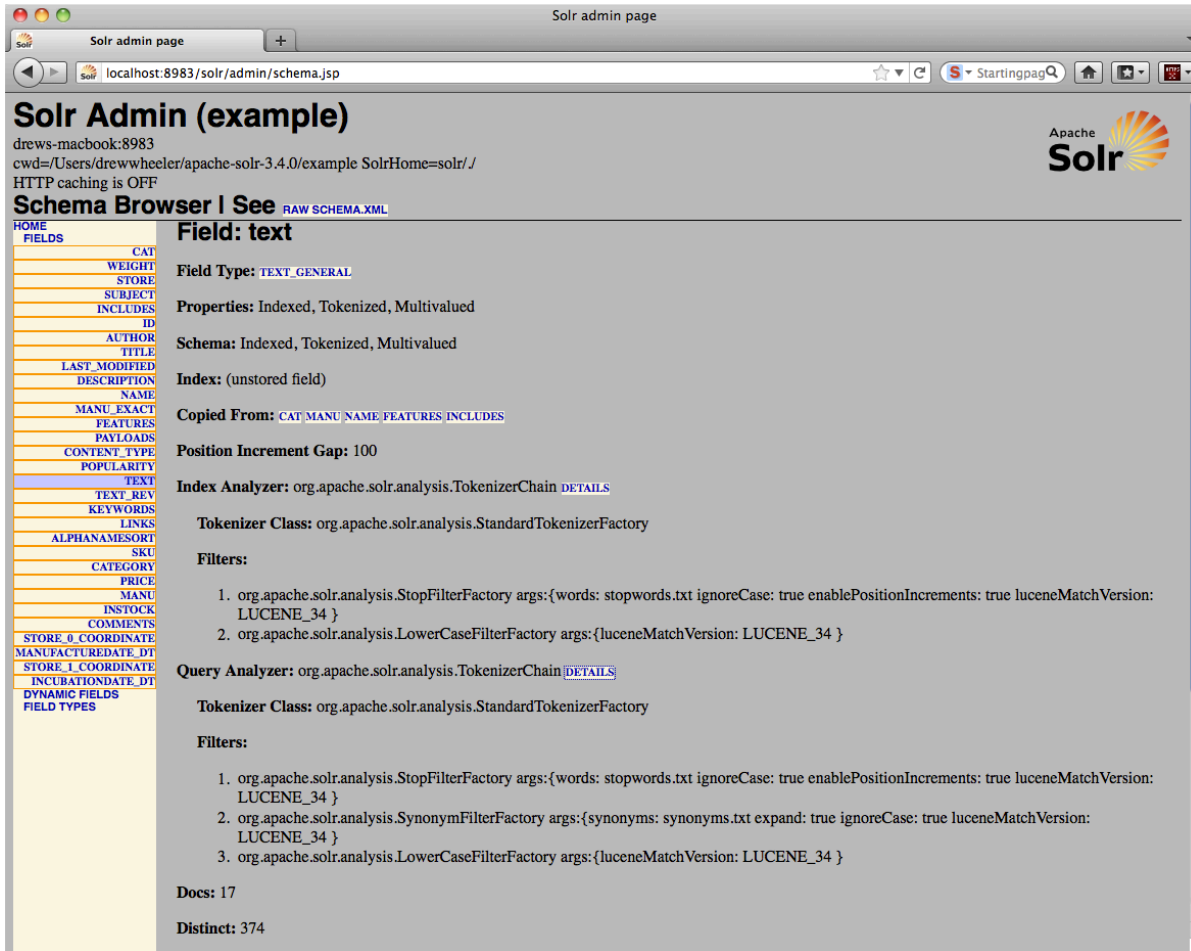 Solr admin page
Solr Solr admin page +
Solr localhost:8983/solr/admin/schema.jsp S Startingpag
Solr Admin (example)
drews-macbook:8983
cwd=/Users/drewwheeler/apache-solr-3.4.0/example SolrHome=solr/./
HTTP caching is OFF
Apache
Solr
Schema Browser | See RAW SCHEMA.XML
HOME
FIELDS
CAT
WEIGHT
STORE
SUBJECT
INCLUDES
ID
AUTHOR
TITLE
LAST_MODIFIED
DESCRIPTION
NAME
MANU_EXACT
FEATURES
PAYLOADS
CONTENT_TYPE
POPULARITY
TEXT
TEXT_REV
KEYWORDS
LINKS
ALPHANAMESORT
SKU
CATEGORY
PRICE
MANU
INSTOCK
COMMENTS
STORE_0_COORDINATE
MANUFACTUREDATE_DT
STORE_1_COORDINATE
INCUBATIONDATE_DT
DYNAMIC FIELDS
FIELD TYPES
Field: text
Field Type: TEXT_GENERAL
Properties: Indexed, Tokenized, Multivalued
Schema: Indexed, Tokenized, Multivalued
Index: (unstored field)
Copied From: CAT MANU NAME FEATURES INCLUDES
Position Increment Gap: 100
Index Analyzer: org.apache.solr.analysis.TokenizerChain DETAILS
Tokenizer Class: org.apache.solr.analysis.StandardTokenizerFactory
Filters:
1. org.apache.solr.analysis.StopFilterFactory args:{words: stopwords.txt ignoreCase: true enablePositionIncrements: true luceneMatchVersion:
LUCENE_34 }
2. org.apache.solr.analysis.LowerCaseFilterFactory args:{luceneMatchVersion: LUCENE_34 }
Query Analyzer: org.apache.solr.analysis.TokenizerChain DETAILS
Tokenizer Class: org.apache.solr.analysis.StandardTokenizerFactory
Filters:
1. org.apache.solr.analysis.StopFilterFactory args:{words: stopwords.txt ignoreCase: true enablePositionIncrements: true luceneMatchVersion:
LUCENE_34 }
2. org.apache.solr.analysis.SynonymFilterFactory args:{synonyms: synonyms.txt expand: true ignoreCase: true luceneMatchVersion:
LUCENE_34 }
3. org.apache.solr.analysis.LowerCaseFilterFactory args:{luceneMatchVersion: LUCENE_34 }
Docs: 17
Distinct: 374